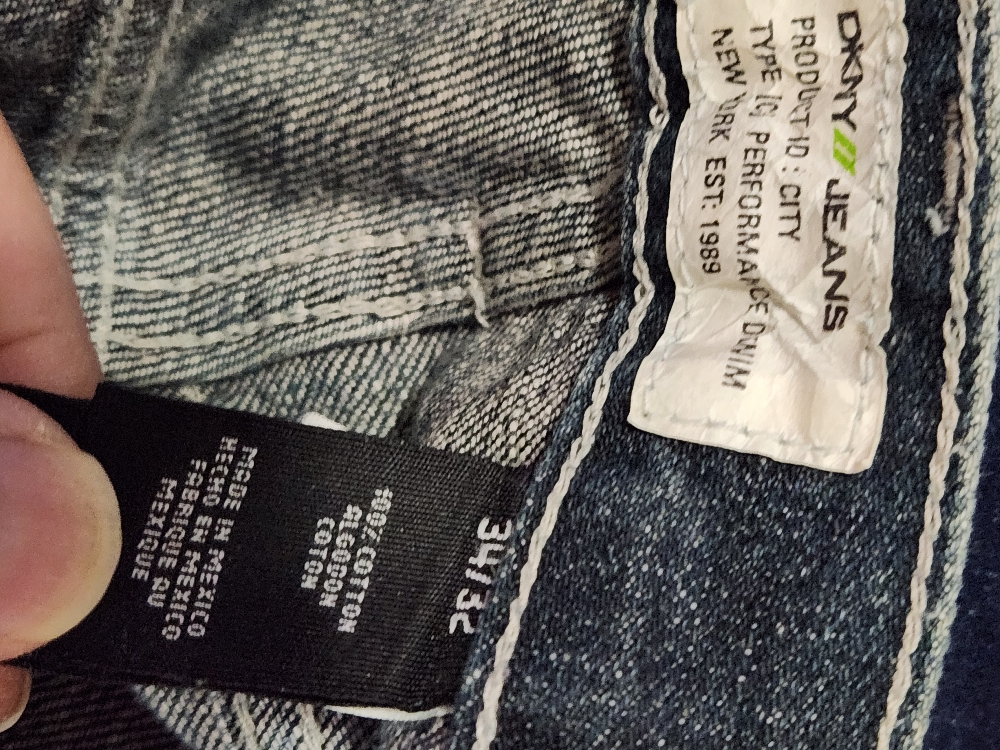 DKNY // JEANS
PRODUCT ID : CITY
TYPE IQ PERFORMANCE DENIM
NEW YORK EST. 1989
34/32
100% COTTON
ALGODON
COTON
MADE IN MEXICO
HECHO EN MEXICO
FABRIQUE AU
MEXIQUE